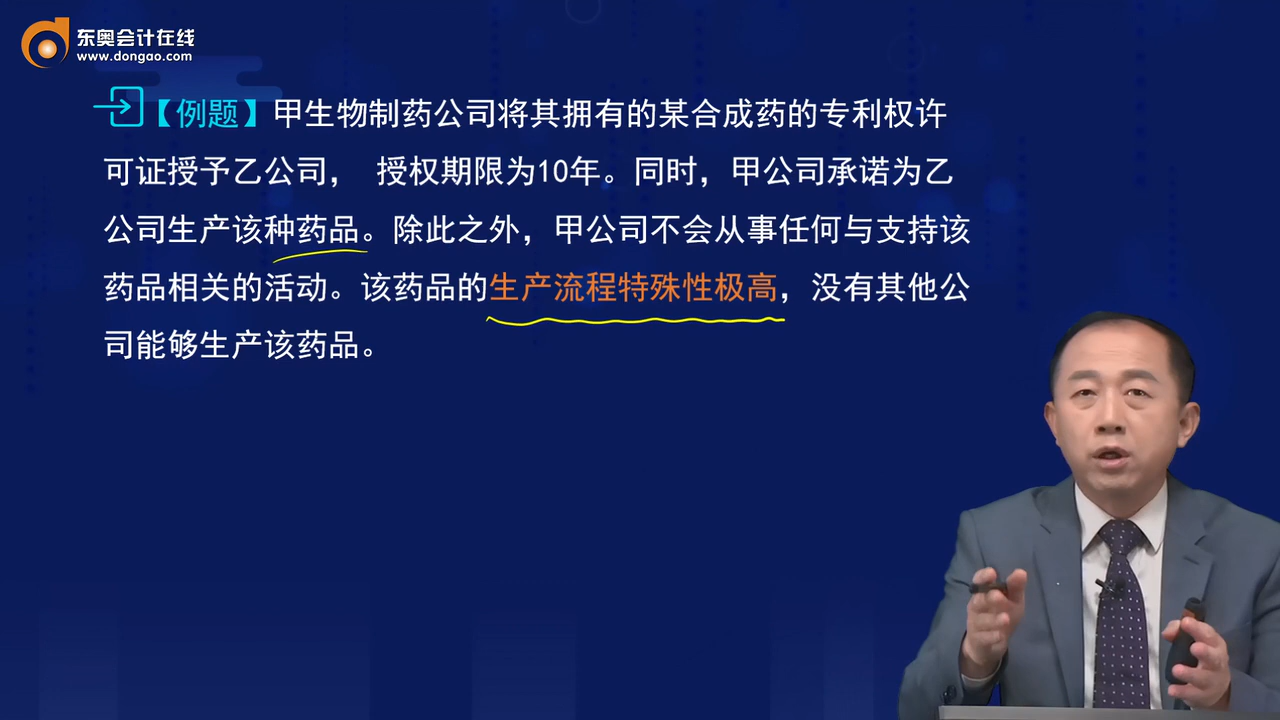 东奥会计在线
www.dongao.com
【例题】甲生物制药公司将其拥有的某合成药的专利权许
可证授予乙公司， 授权期限为10年。同时，甲公司承诺为乙
公司生产该种药品。除此之外，甲公司不会从事任何与支持该
药品相关的活动。该药品的生产流程特殊性极高，没有其他公
司能够生产该药品。